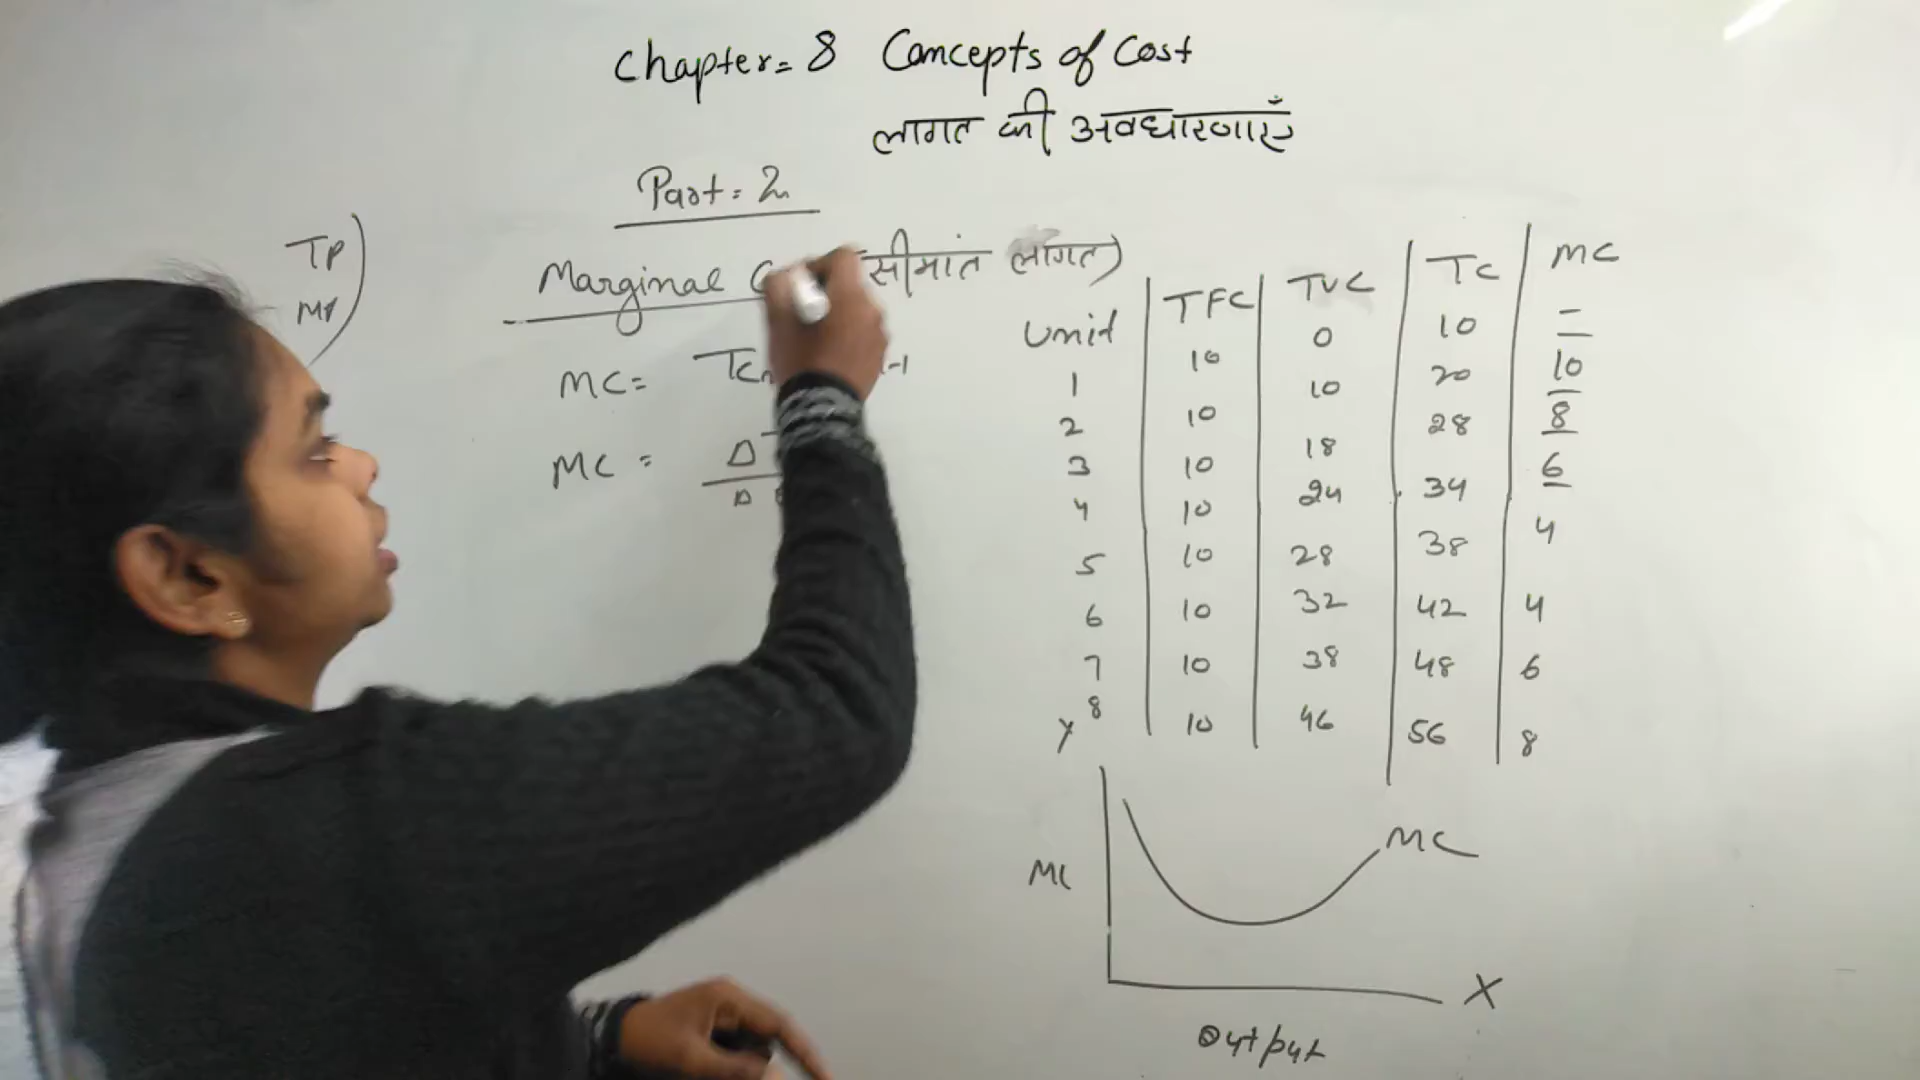 Chapter = 8 Concepts of Cost
लागत की अवधारणाएँ
Part = 2
TP
Marginal सीमांत लागत)
MC = TCn -1
MC = Δ
Δ
Unit TFC TVC TC MC
10 0 10 –
1 10 10 20 10
2 10 18 28 8
3 10 24 34 6
4 10 28 38 4
5 10 32 42 4
6 10 38 48 6
7 10 46 56 8
8
Y
MC MC
X
Output